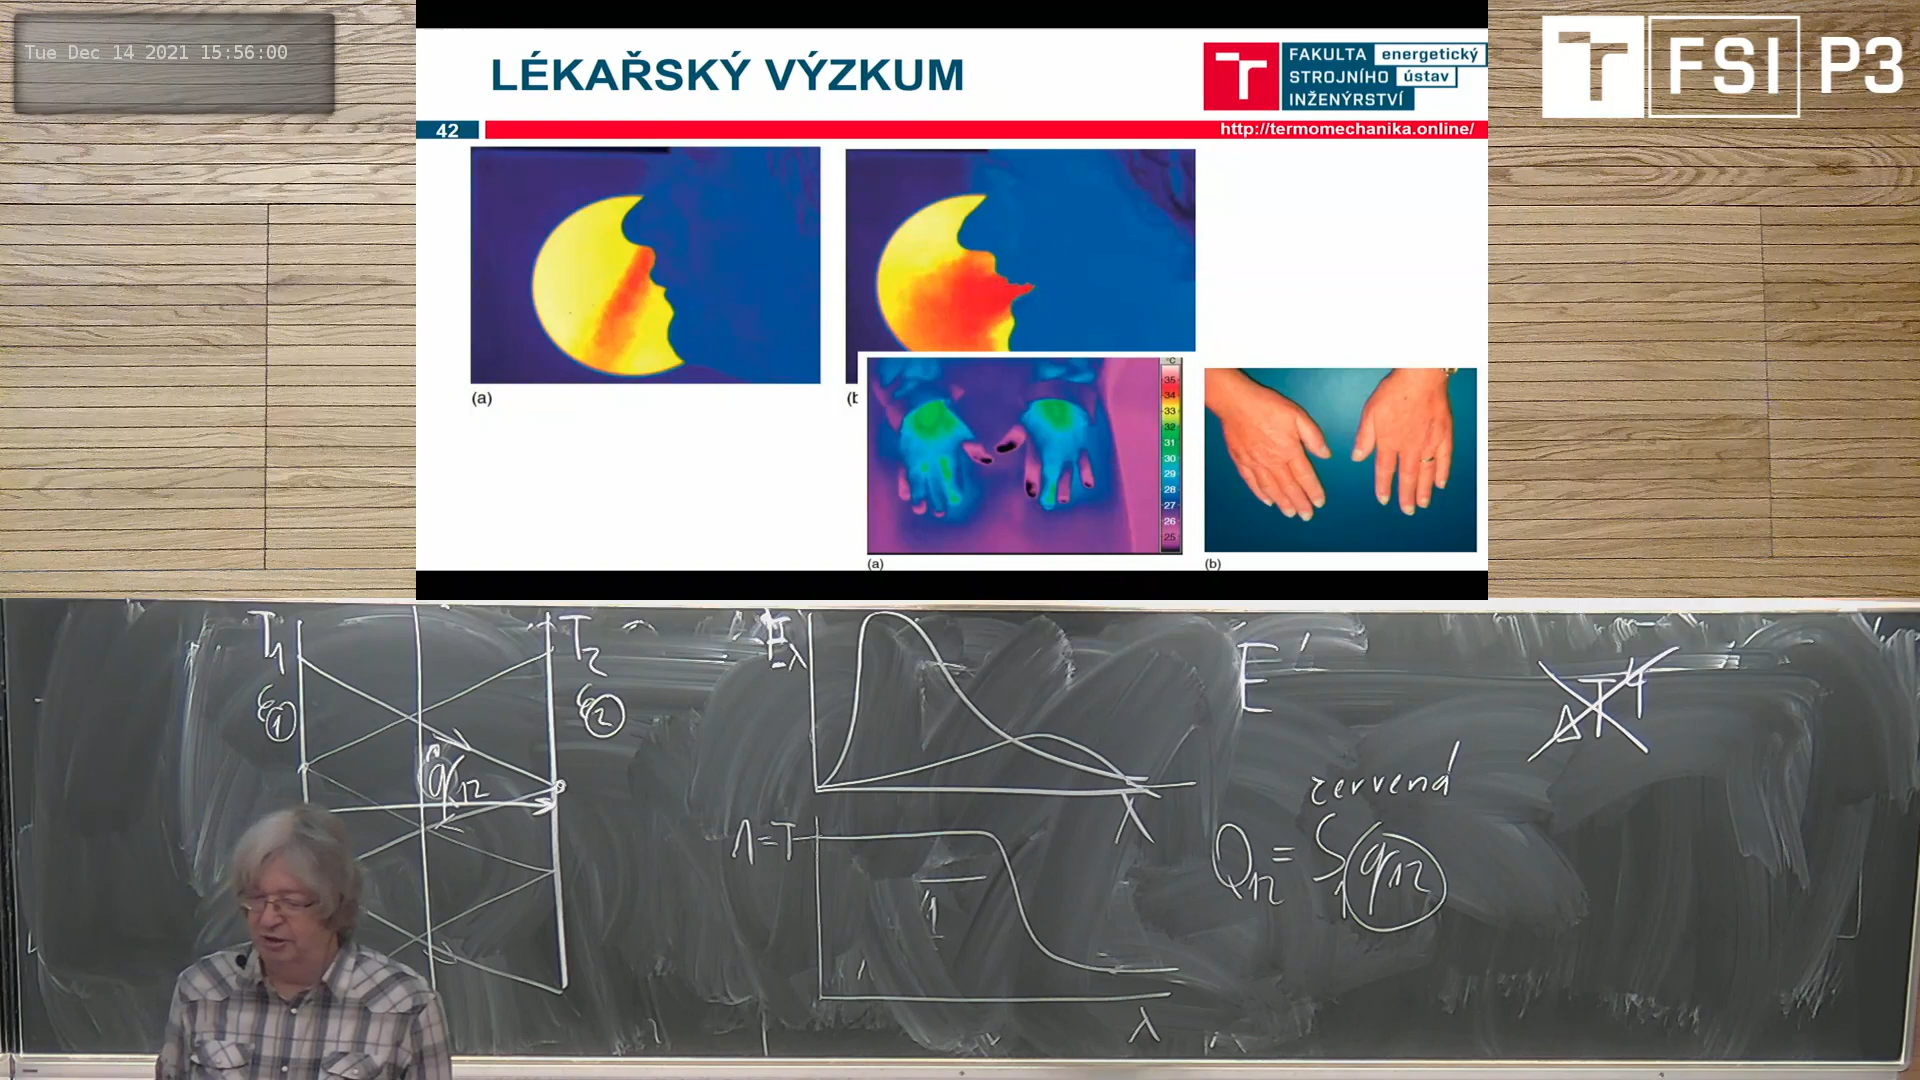 Tue Dec 14 2021 15:56:00
LÉKAŘSKÝ VÝZKUM
FAKULTA energetický
STROJNÍHO ústav
INŽENÝRSTVÍ
FSI P3
42
http://termomechanika.online/
(a)
(b
°C
35
34
33
32
31
30
29
28
27
26
25
(a)
(b)
T1
T2
Eλ
E
ΔT4
ε1
ε2
q12
červená
λ
Λ=T
Q12 = S1 q12
λ